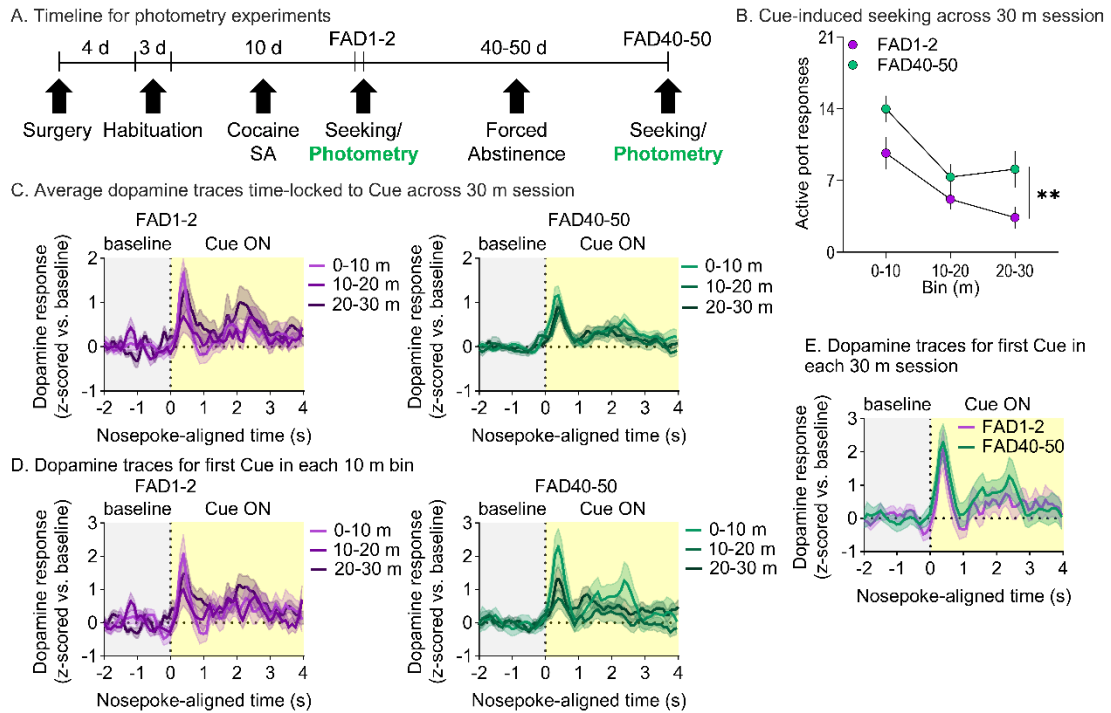 A. Timeline for photometry experiments
4 d
3 d
10 d
FAD1-2
40-50 d
FAD40-50
Surgery
Habituation
Cocaine
SA
Seeking/
Photometry
Forced
Abstinence
Seeking/
Photometry
B. Cue-induced seeking across 30 m session
21
14
7
0
Active port responses
FAD1-2
FAD40-50
**
0-10
10-20
20-30
Bin (m)
C. Average dopamine traces time-locked to Cue across 30 m session
FAD1-2
baseline
Cue ON
2
1
0
-1
Dopamine response
(z-scored vs. baseline)
0-10 m
10-20 m
20-30 m
-2 -1 0 1 2 3 4
Nosepoke-aligned time (s)
FAD40-50
baseline
Cue ON
2
1
0
-1
Dopamine response
(z-scored vs. baseline)
0-10 m
10-20 m
20-30 m
-2 -1 0 1 2 3 4
Nosepoke-aligned time (s)
D. Dopamine traces for first Cue in each 10 m bin
FAD1-2
baseline
Cue ON
3
2
1
0
-1
Dopamine response
(z-scored vs. baseline)
0-10 m
10-20 m
20-30 m
-2 -1 0 1 2 3 4
Nosepoke-aligned time (s)
FAD40-50
baseline
Cue ON
3
2
1
0
-1
Dopamine response
(z-scored vs. baseline)
0-10 m
10-20 m
20-30 m
-2 -1 0 1 2 3 4
Nosepoke-aligned time (s)
E. Dopamine traces for first Cue in
each 30 m session
baseline
Cue ON
3
2
1
0
-1
Dopamine response
(z-scored vs. baseline)
FAD1-2
FAD40-50
-2 -1 0 1 2 3 4
Nosepoke-aligned time (s)